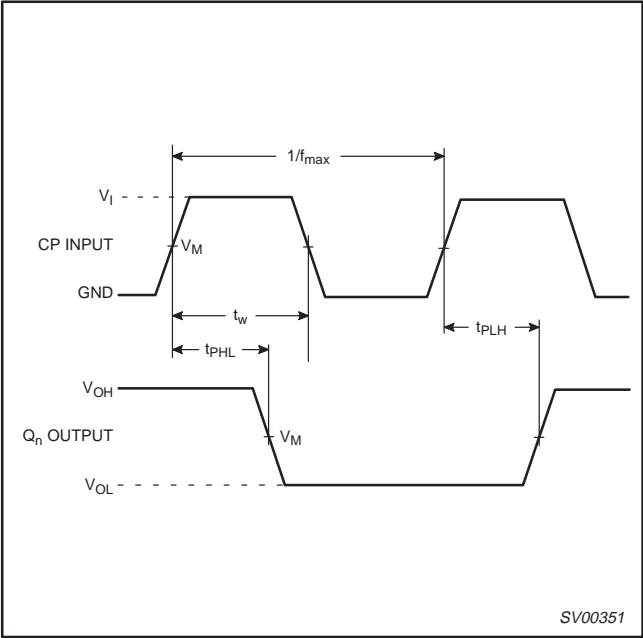 1/fmax
VI
CP INPUT
VM
GND
tw
tPHL
tPLH
VOH
Qn OUTPUT
VM
VOL
SV00351